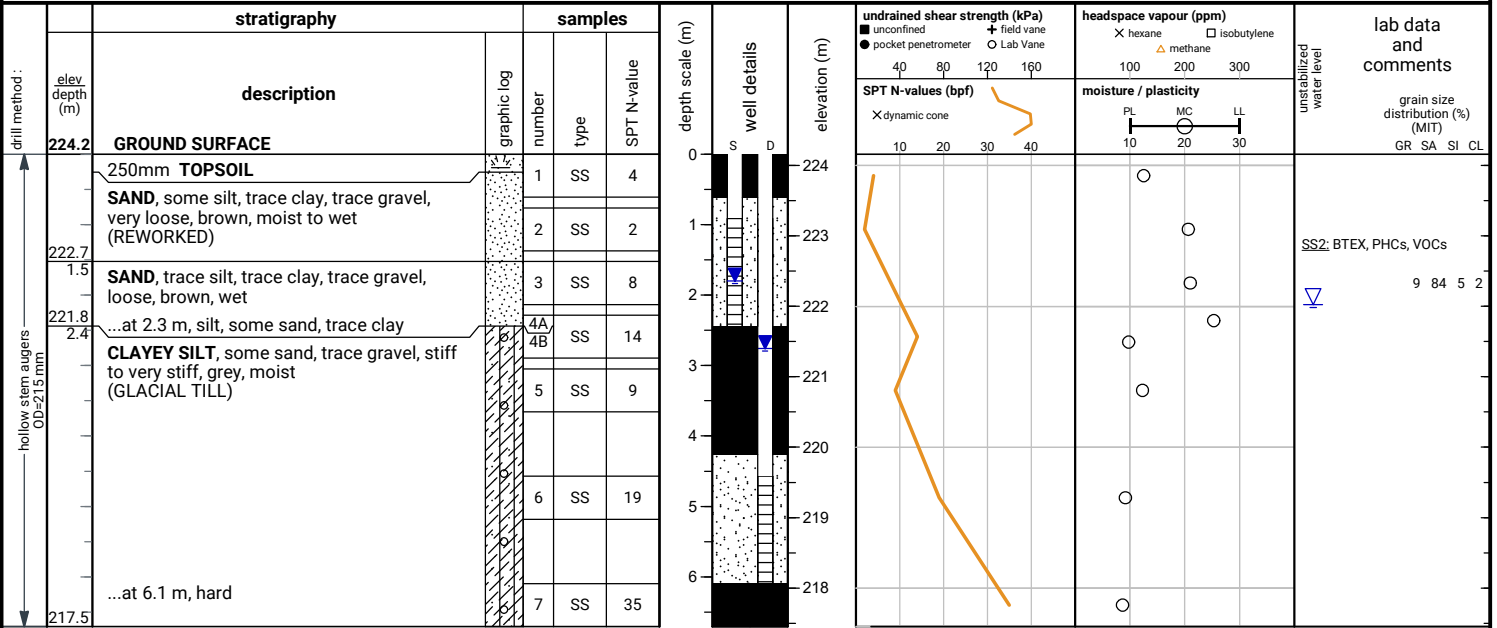 stratigraphy
samples
drill method :
elev
depth
(m)
description
graphic log
number
type
SPT N-value
depth scale (m)
well details
elevation (m)
undrained shear strength (kPa)
unconfined
field vane
pocket penetrometer
Lab Vane
40 80 120 160
SPT N-values (bpf)
dynamic cone
10 20 30 40
headspace vapour (ppm)
hexane
isobutylene
methane
100 200 300
moisture / plasticity
PL MC LL
10 20 30
unstabilized
water level
lab data
and
comments
grain size
distribution (%)
(MIT)
GR SA SI CL
224.2 GROUND SURFACE
hollow stem augers
OD=215 mm
250mm TOPSOIL
SAND, some silt, trace clay, trace gravel,
very loose, brown, moist to wet
(REWORKED)
222.7
1.5
SAND, trace silt, trace clay, trace gravel,
loose, brown, wet
221.8
2.4
...at 2.3 m, silt, some sand, trace clay
CLAYEY SILT, some sand, trace gravel, stiff
to very stiff, grey, moist
(GLACIAL TILL)
...at 6.1 m, hard
217.5
1 SS 4
2 SS 2
3 SS 8
4A
4B
SS 14
5 SS 9
6 SS 19
7 SS 35
0
1
2
3
4
5
6
S D
224
223
222
221
220
219
218
SS2: BTEX, PHCs, VOCs
9 84 5 2